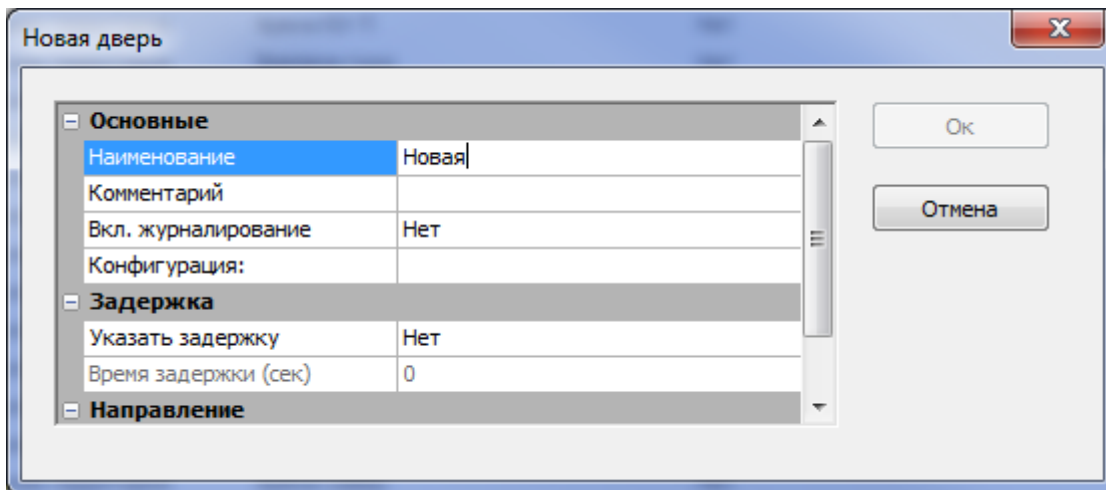 Новая дверь
Основные
Ок
Наименование Новая
Комментарий
Отмена
Вкл. журналирование Нет
Конфигурация:
Задержка
Указать задержку Нет
Время задержки (сек) 0
Направление